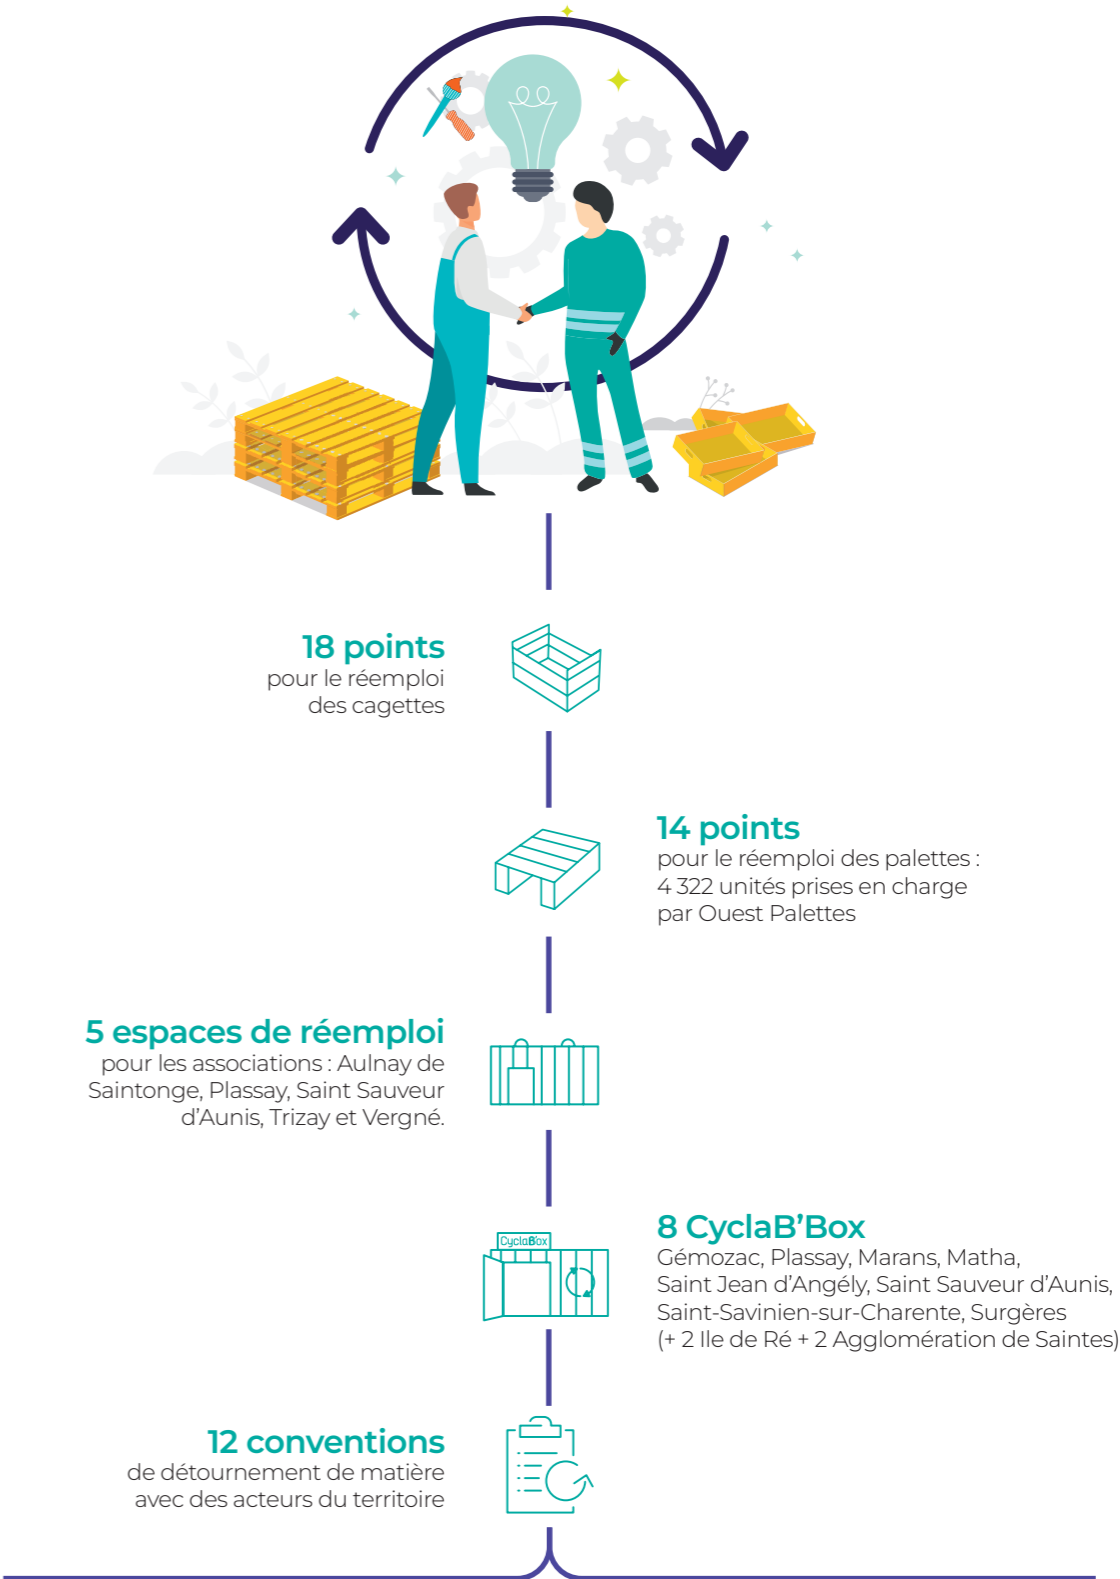 18 points
pour le réemploi
des cagettes
14 points
pour le réemploi des palettes :
4 322 unités prises en charge
par Ouest Palettes
5 espaces de réemploi
pour les associations : Aulnay de
Saintonge, Plassay, Saint Sauveur
d'Aunis, Trizay et Vergné.
CyclaB'ox
8 CyclaB'Box
Gémozac, Plassay, Marans, Matha,
Saint Jean d'Angély, Saint Sauveur d'Aunis,
Saint-Savinien-sur-Charente, Surgères
(+ 2 Ile de Ré + 2 Agglomération de Saintes)
12 conventions
de détournement de matière
avec des acteurs du territoire